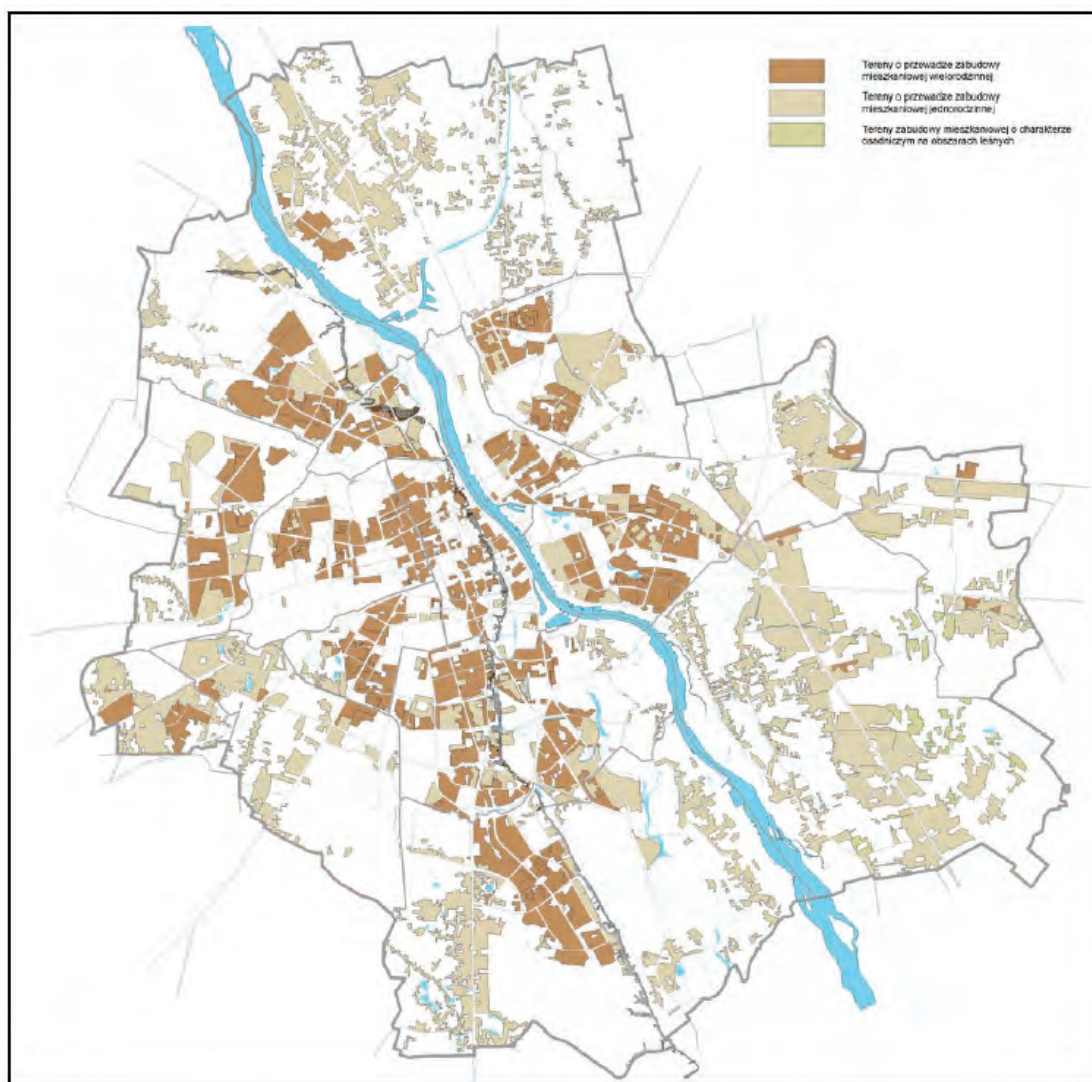 Tereny o przewadze zabudowy
mieszkaniowej wielorodzinnej
Tereny o przewadze zabudowy
mieszkaniowej jednorodzinnej
Tereny zabudowy mieszkaniowej o charakterze
osadniczym na obszarach leśnych